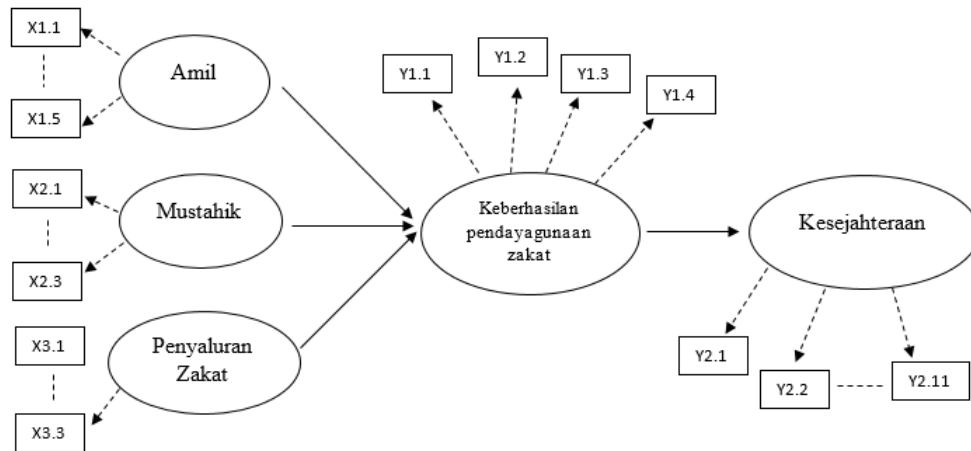 X1.1
Amil
X1.5
X2.1
Mustahik
X2.3
X3.1
Penyaluran
Zakat
X3.3
Y1.1
Y1.2
Y1.3
Y1.4
Keberhasilan
pendayagunaan
zakat
Kesejahteraan
Y2.1
Y2.2
Y2.11